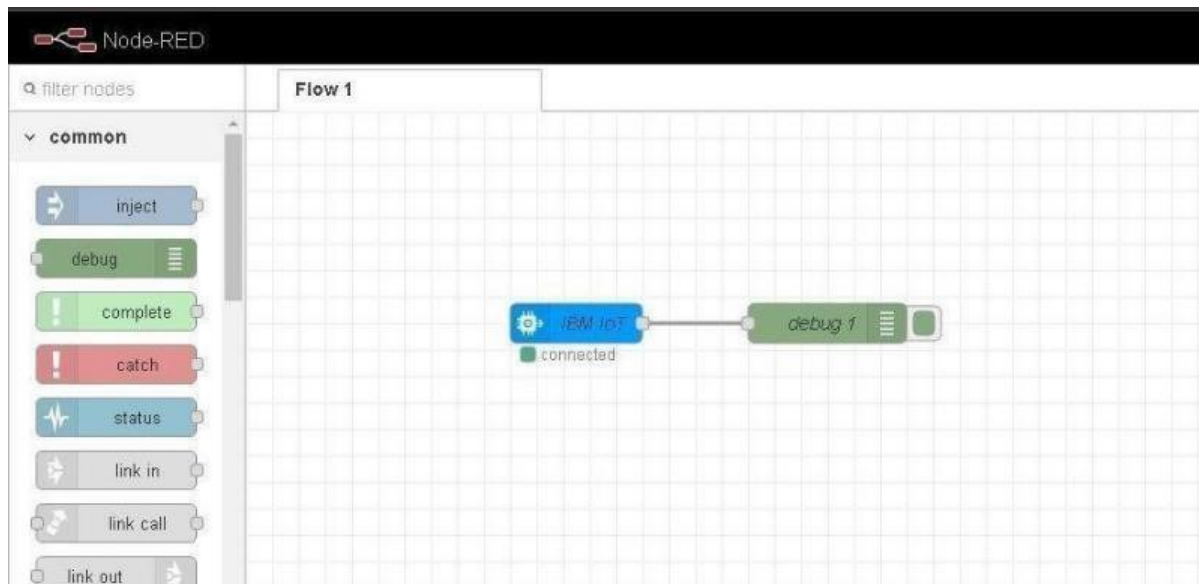 Node-RED
filter nodes
Flow 1
common
inject
debug
complete
catch
status
link in
link call
link out
IBM IoT
connected
debug 1